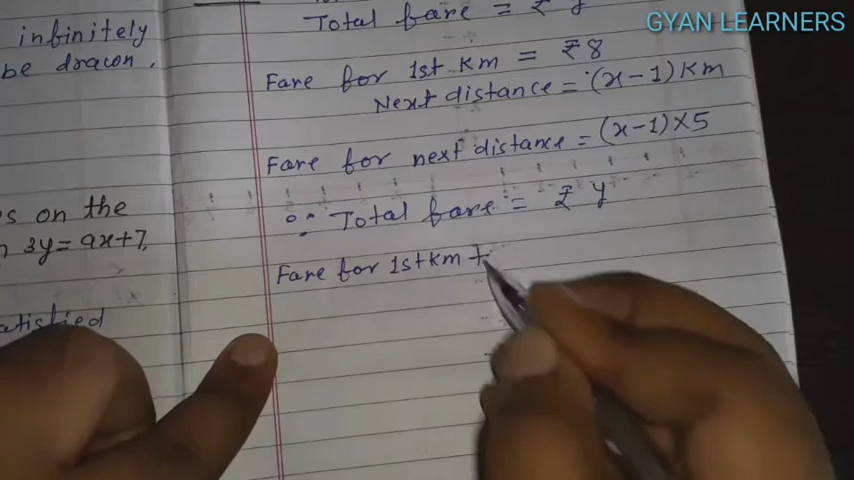 infinitely
be drawn.
s on the
3y=ax+7,
atisfied
Total fare = ₹ y
Fare for 1st km = ₹8
Next distance = (x-1)km
Fare for next distance = (x-1)×5
∴ Total fare = ₹ y
Fare for 1st km +
GYAN LEARNERS